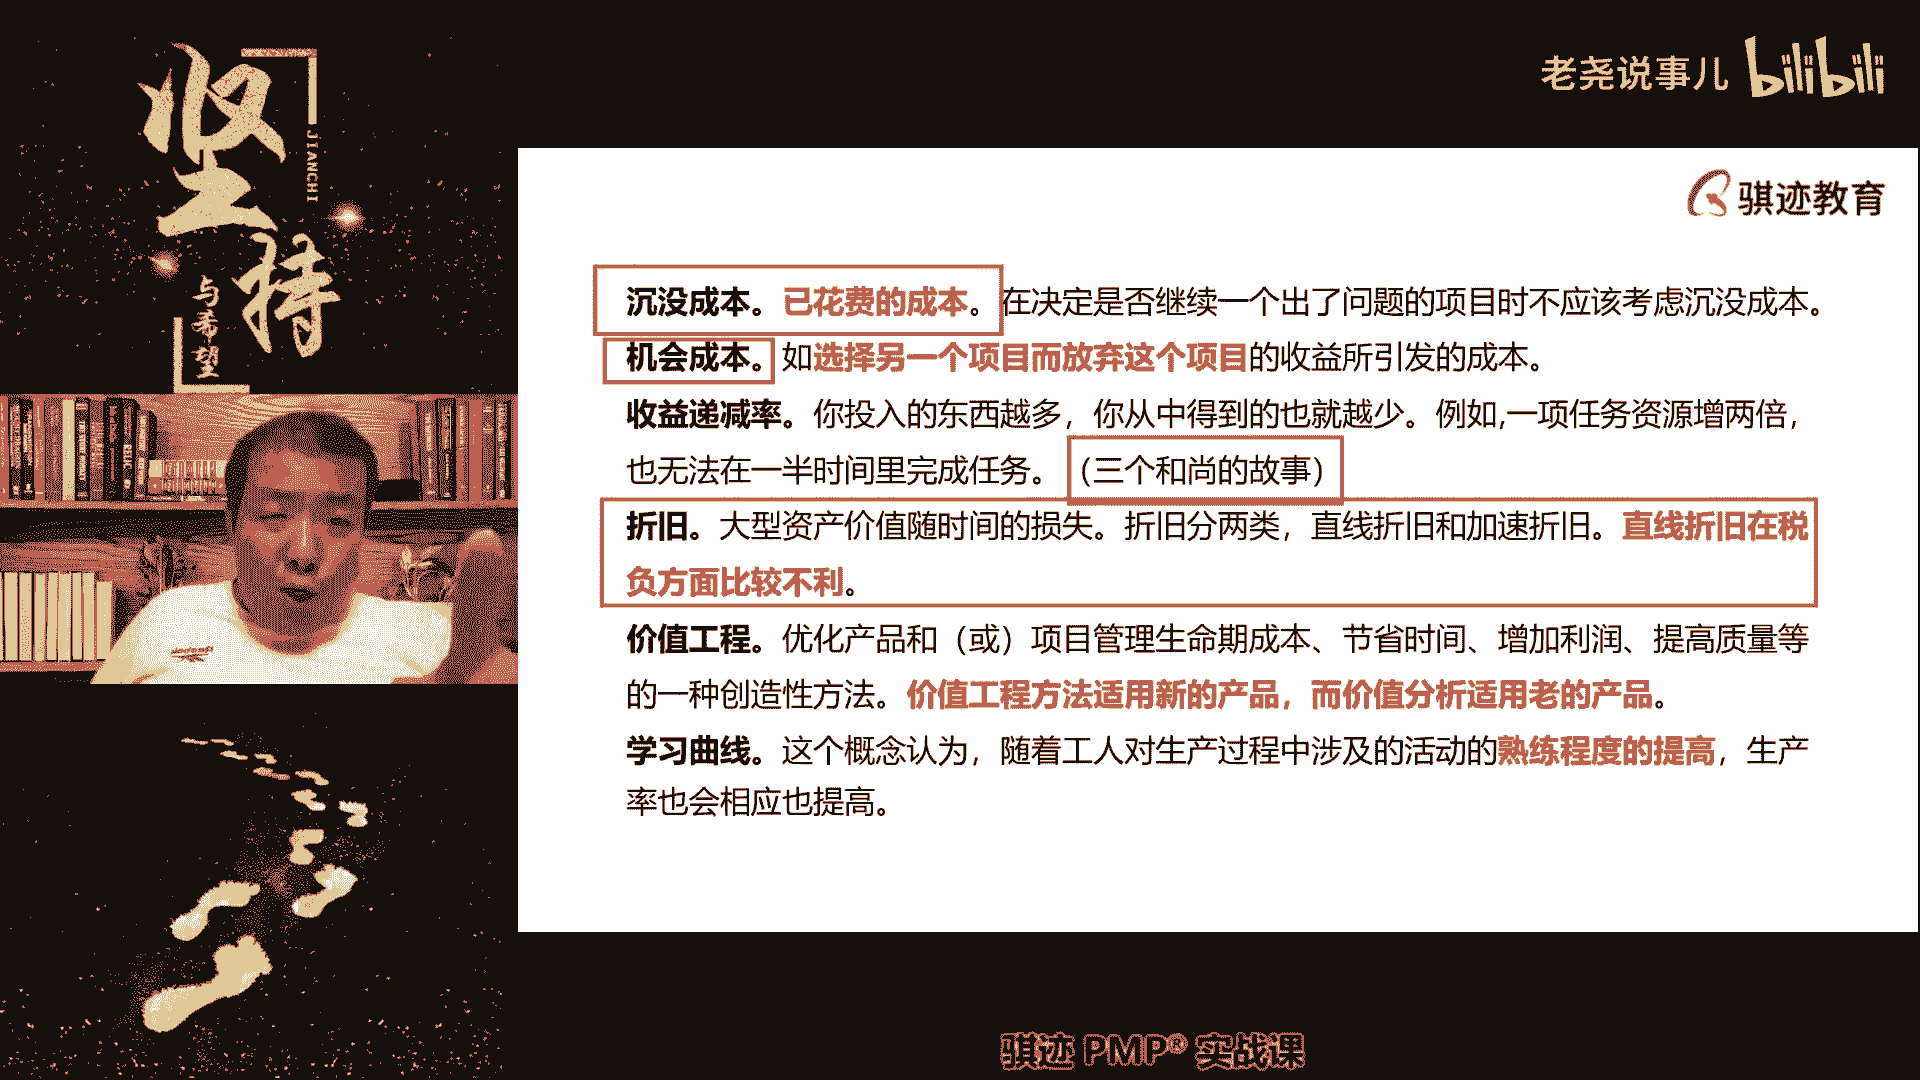 坚持
JIANCHI
与希望
老尧说事儿 bilibili
骐迹教育
沉没成本。已花费的成本。在决定是否继续一个出了问题的项目时不应该考虑沉没成本。
机会成本。如选择另一个项目而放弃这个项目的收益所引发的成本。
收益递减率。你投入的东西越多，你从中得到的也就越少。例如,一项任务资源增两倍，
也无法在一半时间里完成任务。（三个和尚的故事）
折旧。大型资产价值随时间的损失。折旧分两类，直线折旧和加速折旧。直线折旧在税
负方面比较不利。
价值工程。优化产品和（或）项目管理生命期成本、节省时间、增加利润、提高质量等
的一种创造性方法。价值工程方法适用新的产品，而价值分析适用老的产品。
学习曲线。这个概念认为，随着工人对生产过程中涉及的活动的熟练程度的提高，生产
率也会相应也提高。
骐迹 PMP® 实战课